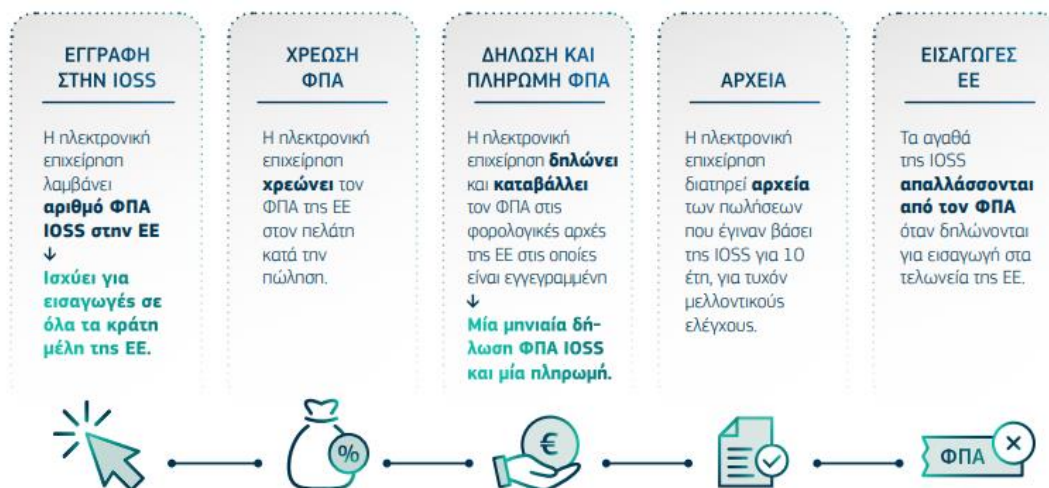 ΕΓΓΡΑΦΗ
ΣΤΗΝ IOSS
Η ηλεκτρονική
επιχείρηση
λαμβάνει
αριθμό ΦΠΑ
IOSS στην ΕΕ
↓
Ισχύει για
εισαγωγές σε
όλα τα κράτη
μέλη της ΕΕ.
ΧΡΕΩΣΗ
ΦΠΑ
Η ηλεκτρονική
επιχείρηση
χρεώνει τον
ΦΠΑ της ΕΕ
στον πελάτη
κατά την
πώληση.
ΔΗΛΩΣΗ ΚΑΙ
ΠΛΗΡΩΜΗ ΦΠΑ
Η ηλεκτρονική
επιχείρηση δηλώνει
και καταβάλλει
τον ΦΠΑ στις
φορολογικές αρχές
της ΕΕ στις οποίες
είναι εγγεγραμμένη
↓
Μία μηνιαία δή-
λωση ΦΠΑ IOSS
και μία πληρωμή.
ΑΡΧΕΙΑ
Η ηλεκτρονική
επιχείρηση
διατηρεί αρχεία
των πωλήσεων
που έγιναν βάσει
της IOSS για 10
έτη, για τυχόν
μελλοντικούς
ελέγχους.
ΕΙΣΑΓΩΓΕΣ
ΕΕ
Τα αγαθά
της IOSS
απαλλάσσονται
από τον ΦΠΑ
όταν δηλώνονται
για εισαγωγή στα
τελωνεία της ΕΕ.
%
€
ΦΠΑ